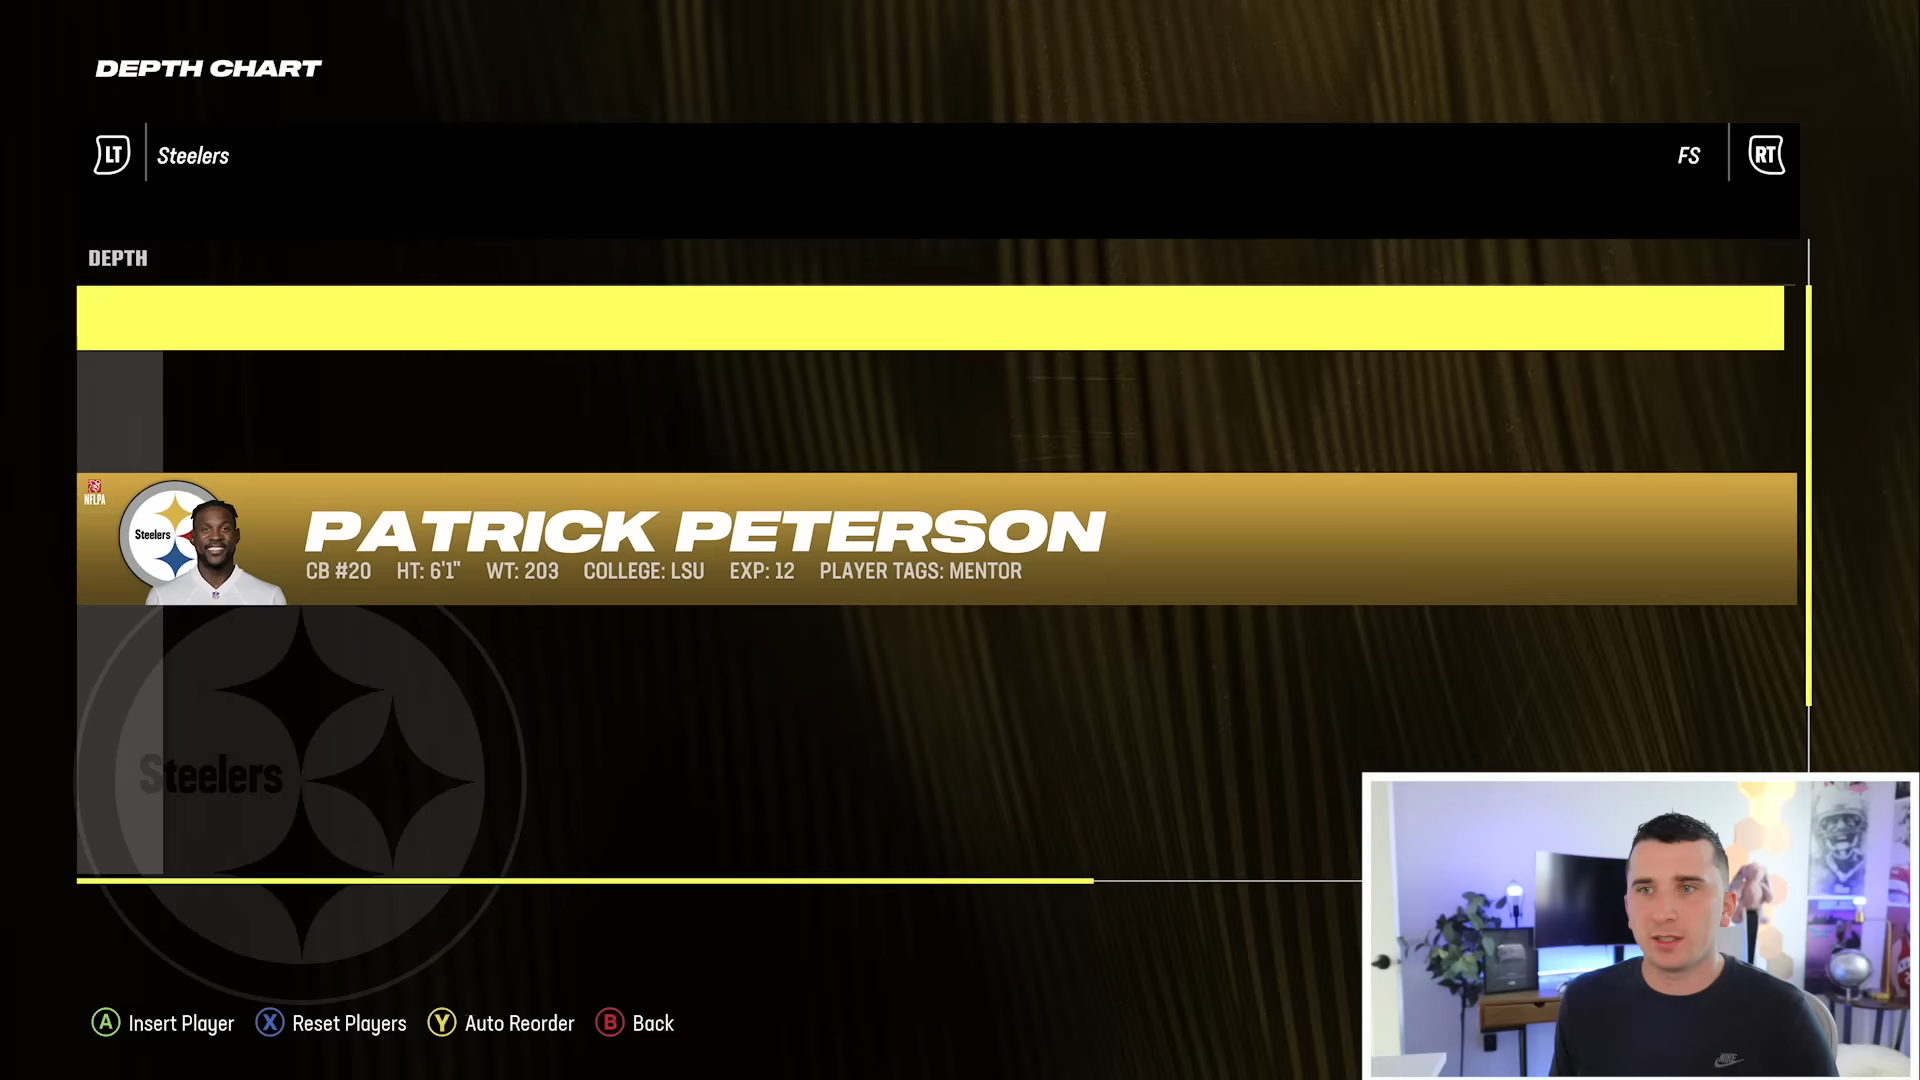 DEPTH CHART
LT Steelers FS RT
DEPTH
NFLPA
Steelers
PATRICK PETERSON
CB #20 HT: 6'1" WT: 203 COLLEGE: LSU EXP: 12 PLAYER TAGS: MENTOR
Steelers
A Insert Player X Reset Players Y Auto Reorder B Back
NIKE